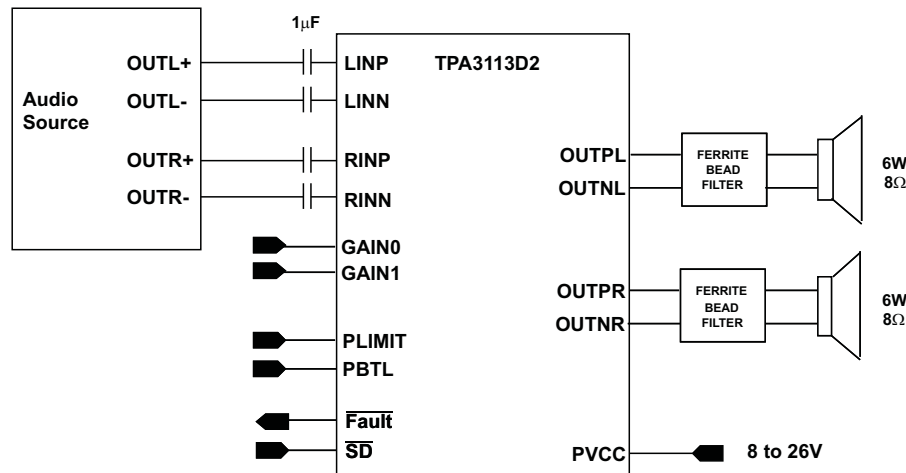 1μF
Audio
Source
OUTL+
OUTL-
OUTR+
OUTR-
TPA3113D2
LINP
LINN
RINP
RINN
GAIN0
GAIN1
PLIMIT
PBTL
Fault
SD
OUTPL
OUTNL
FERRITE
BEAD
FILTER
6W
8Ω
OUTPR
OUTNR
FERRITE
BEAD
FILTER
6W
8Ω
PVCC
8 to 26V